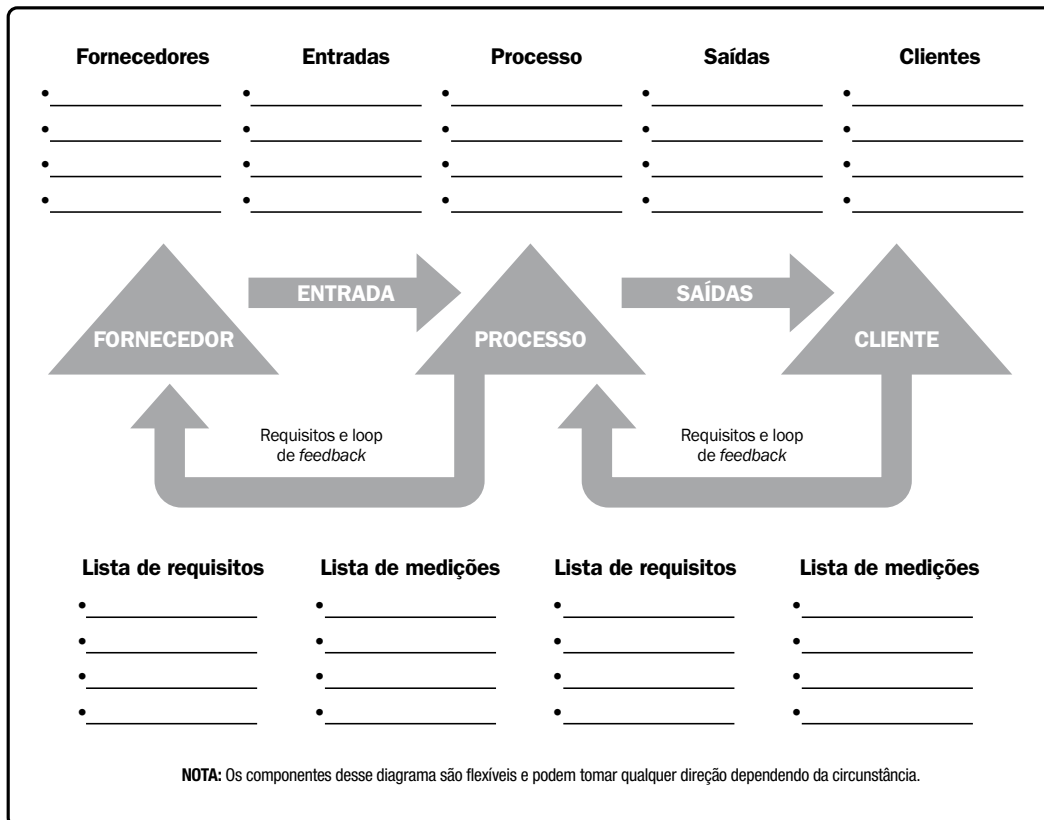 Fornecedores Entradas Processo Saídas Clientes
ENTRADA SAÍDAS
FORNECEDOR PROCESSO CLIENTE
Requisitos e loop
de feedback
Requisitos e loop
de feedback
Lista de requisitos Lista de medições Lista de requisitos Lista de medições
NOTA: Os componentes desse diagrama são flexíveis e podem tomar qualquer direção dependendo da circunstância.